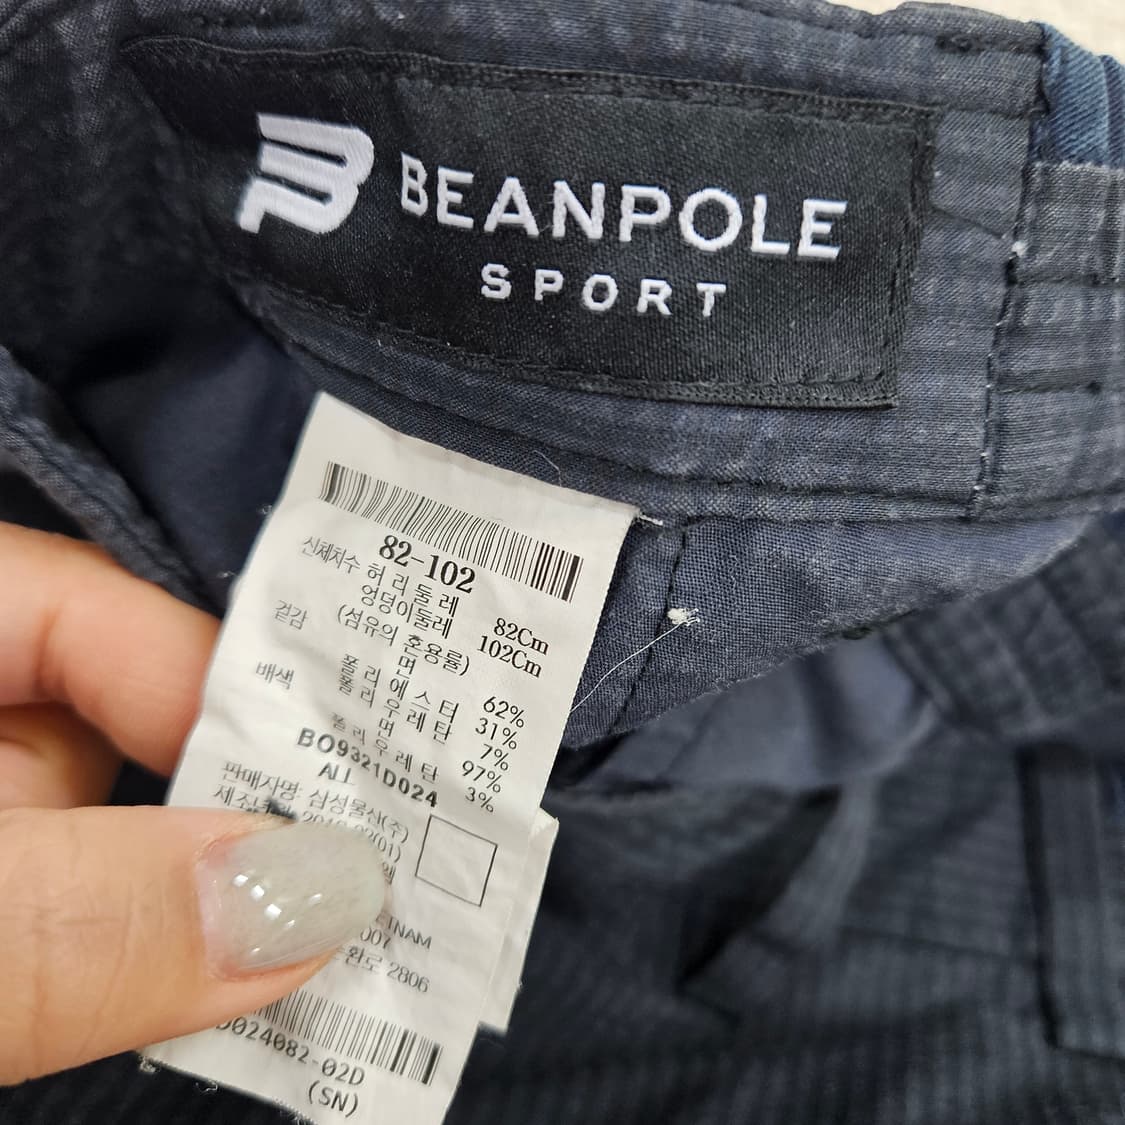 BEANPOLE
SPORT
82-102
신체치수 허리둘레 82Cm
엉덩이둘레 102Cm
(섬유의 혼용률)
겉감 면 62%
폴리에스터 31%
폴리우레탄 7%
배색 면 97%
폴리우레탄 3%
BO9321D024
ALL
판매자명: 삼성물산(주)
(01)
007
환로 2806
D024082-02D
(SN)